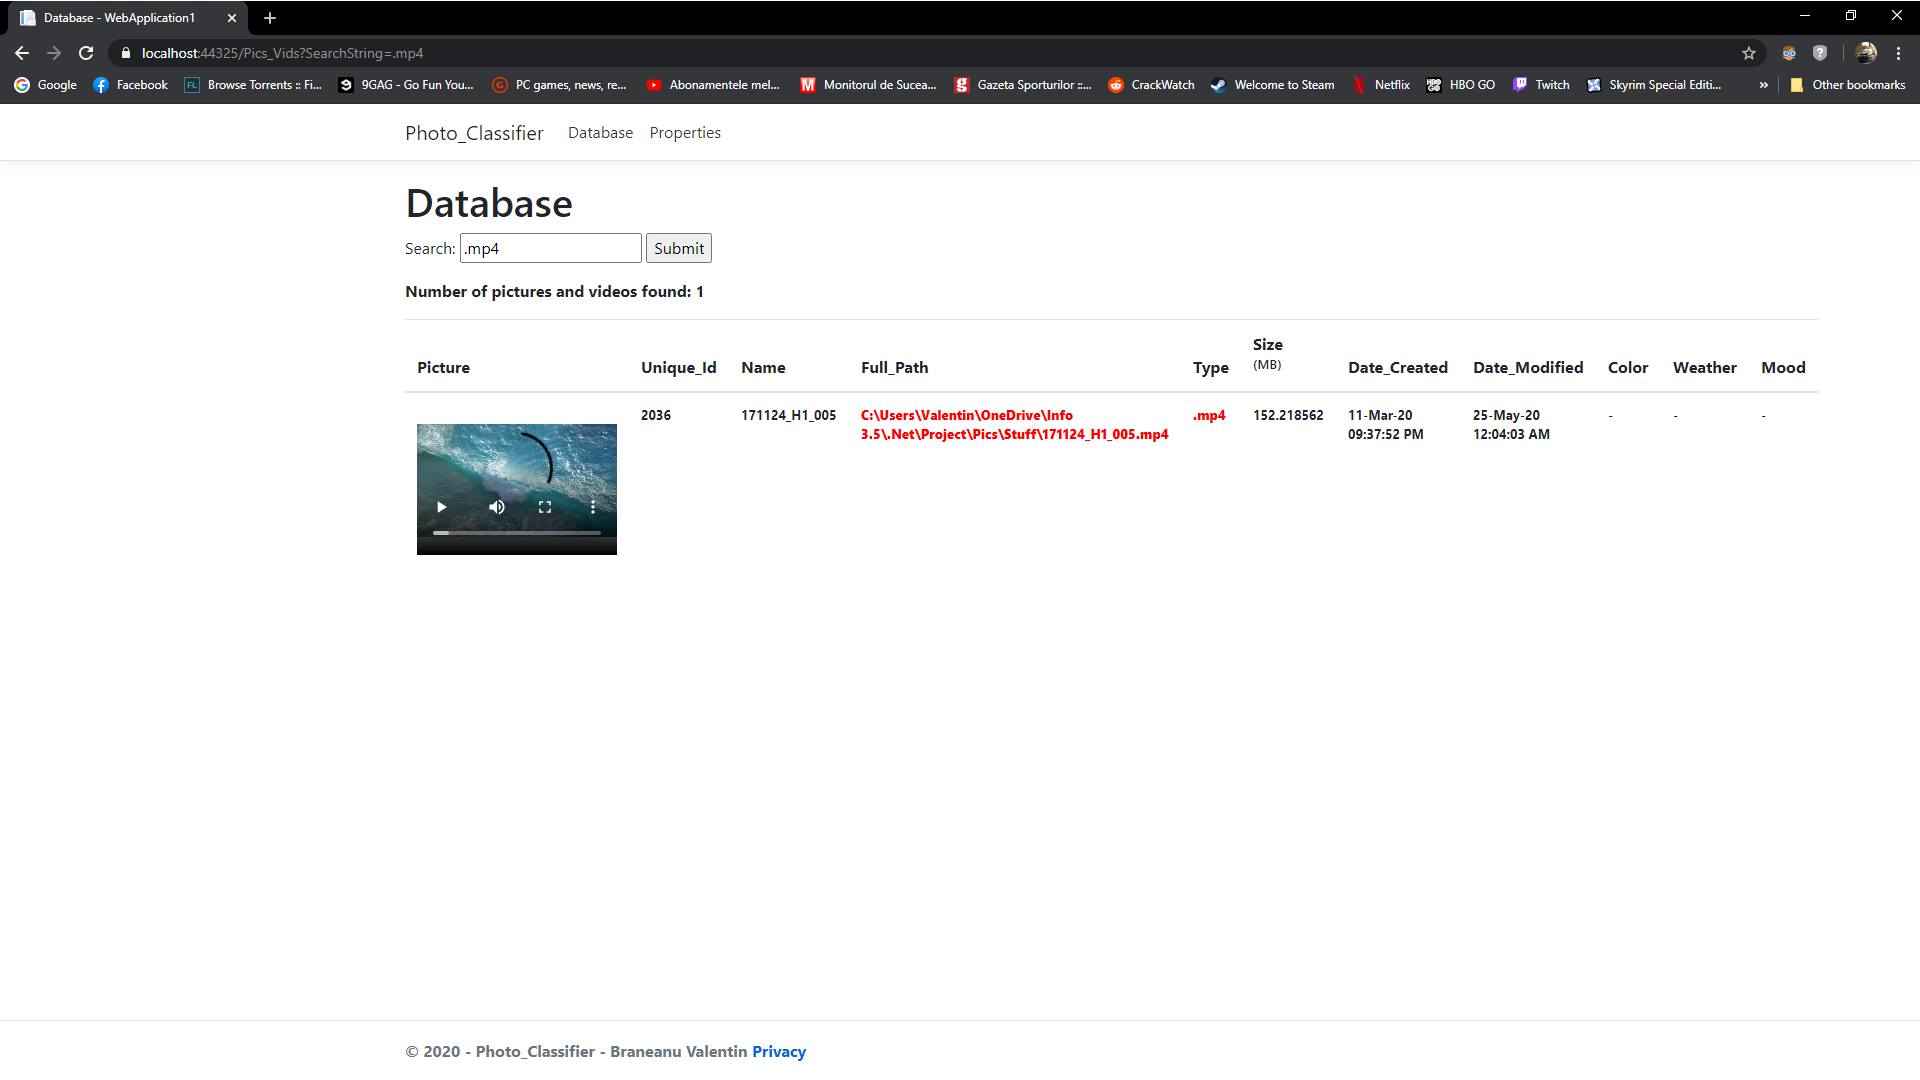 Database - WebApplication1
localhost:44325/Pics_Vids?SearchString=.mp4
Google Facebook Browse Torrents :: Fi... 9GAG - Go Fun You... PC games, news, re... Abonamentele mel... Monitorul de Sucea... Gazeta Sporturilor ::... CrackWatch Welcome to Steam Netflix HBO GO Twitch Skyrim Special Editi... » Other bookmarks
Photo_Classifier Database Properties
Database
Search: .mp4 Submit
Number of pictures and videos found: 1
Picture Unique_Id Name Full_Path Type Size (MB) Date_Created Date_Modified Color Weather Mood
2036 171124_H1_005 C:\Users\Valentin\OneDrive\Info .mp4 152.218562 11-Mar-20 25-May-20 - - -
3.5\.Net\Project\Pics\Stuff\171124_H1_005.mp4 09:37:52 PM 12:04:03 AM
© 2020 - Photo_Classifier - Braneanu Valentin Privacy